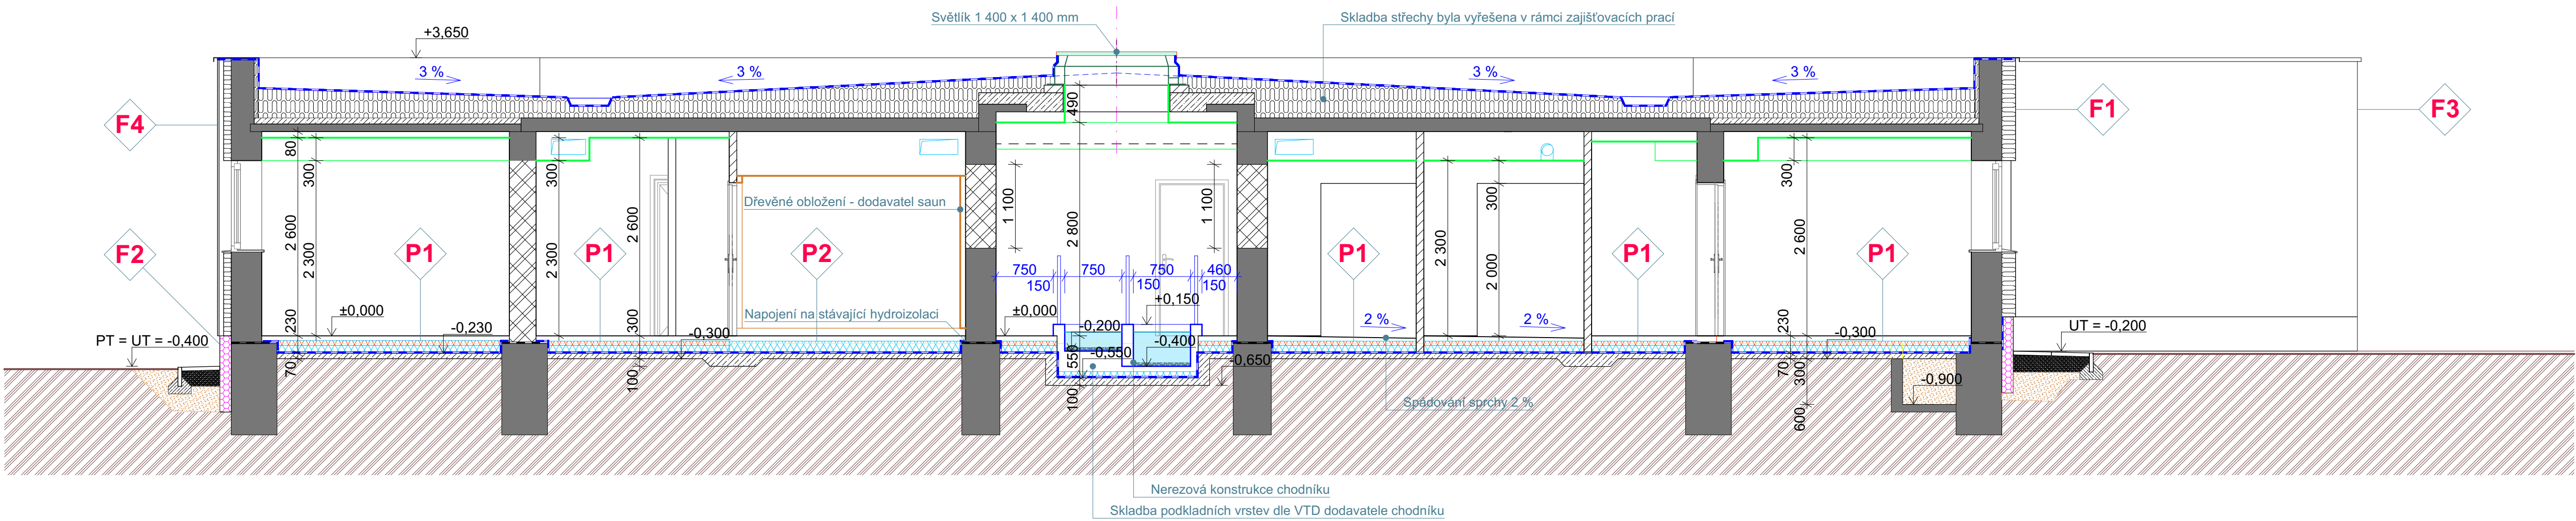 Světlík 1 400 x 1 400 mm
Skladba střechy byla vyřešena v rámci zajišťovacích prací
+3,650
3 %
3 %
3 %
3 %
F4
F1
F3
490
80
300
300
300
300
1 100
1 100
Dřevěné obložení - dodavatel saun
2 600
2 300
2 300
2 600
2 800
2 300
2 000
2 600
F2
P1
P1
P2
P1
P1
P1
750
750
750
460
150
150
150
±0,000
±0,000
+0,150
Napojení na stávající hydroizolaci
230
-0,230
300
-0,300
-0,200
-0,400
-0,550
550
-0,650
2 %
2 %
230
-0,300
PT = UT = -0,400
UT = -0,200
70
100
100
70
300
-0,900
600
Spádování sprchy 2 %
Nerezová konstrukce chodníku
Skladba podkladních vrstev dle VTD dodavatele chodníku